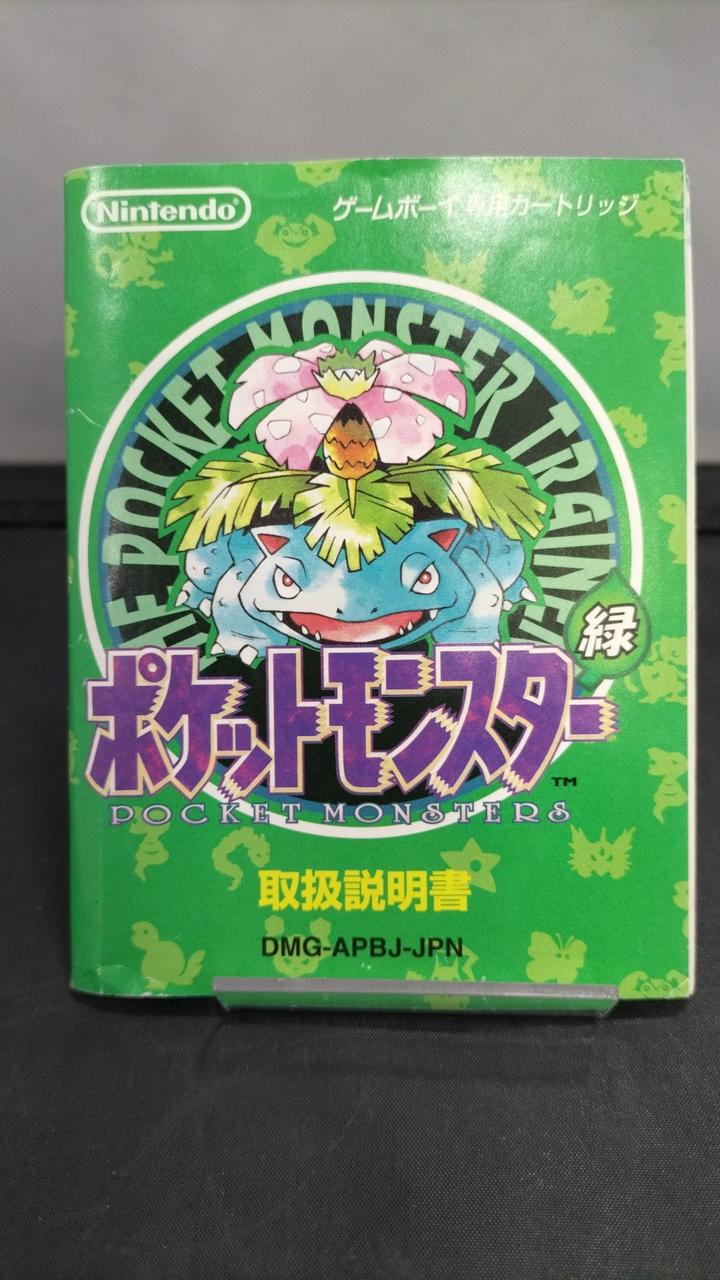 Nintendo
ゲームボーイ専用カートリッジ
THE POCKET MONSTER TRAINER
緑
ポケットモンスター
TM
POCKET MONSTERS
取扱説明書
DMG-APBJ-JPN